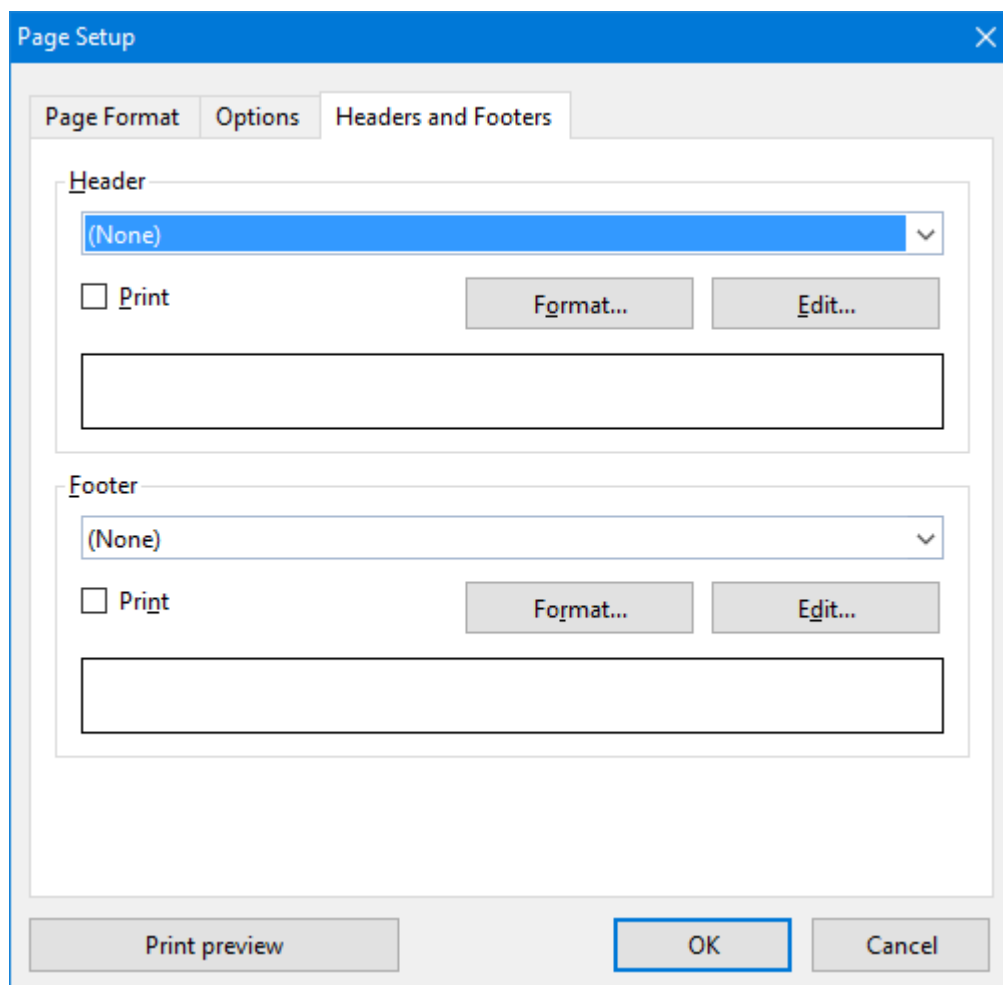 Page Setup
Page Format Options Headers and Footers
Header
(None)
Print Format... Edit...
Footer
(None)
Print Format... Edit...
Print preview OK Cancel